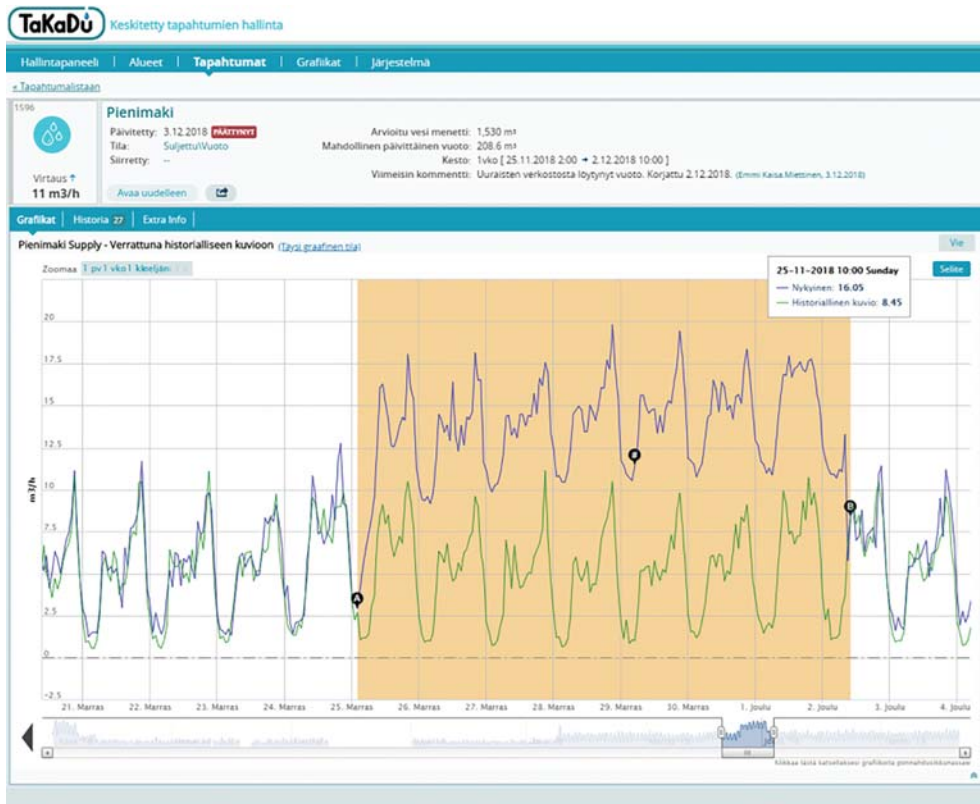 TaKaDu Keskitetty tapahtumien hallinta
Hallintapaneeli | Alueet | Tapahtumat | Grafiikat | Järjestelmä
« Tapahtumalistaan
1596
Pienimaki
Päivitetty: 3.12.2018 PÄÄTTYNYT
Tila: Suljettu\Vuoto
Siirretty: --
Arvioitu vesi menetti: 1,530 m³
Mahdollinen päivittäinen vuoto: 208.6 m³
Kesto: 1vko [ 25.11.2018 2:00 → 2.12.2018 10:00 ]
Viimeisin kommentti: Uuraisten verkostosta löytynyt vuoto. Korjattu 2.12.2018. (Emmi Kaisa Miettinen, 3.12.2018)
Virtaus ↑
11 m3/h
Avaa uudelleen
Grafiikat | Historia 27 | Extra Info
Pienimaki Supply - Verrattuna historialliseen kuvioon (Täysi graafinen tila)
Vie
Zoomaa 1 pv 1 vko 1
Selite
25-11-2018 10:00 Sunday
Nykyinen: 16.05
Historiallinen kuvio: 8.45
m3/h
20
17.5
15
12.5
10
7.5
5
2.5
0
-2.5
A
#
B
21. Marras 22. Marras 23. Marras 24. Marras 25. Marras 26. Marras 27. Marras 28. Marras 29. Marras 30. Marras 1. Joulu 2. Joulu 3. Joulu 4. Joulu
Klikkaa tästä katsellaksesi grafiikoita